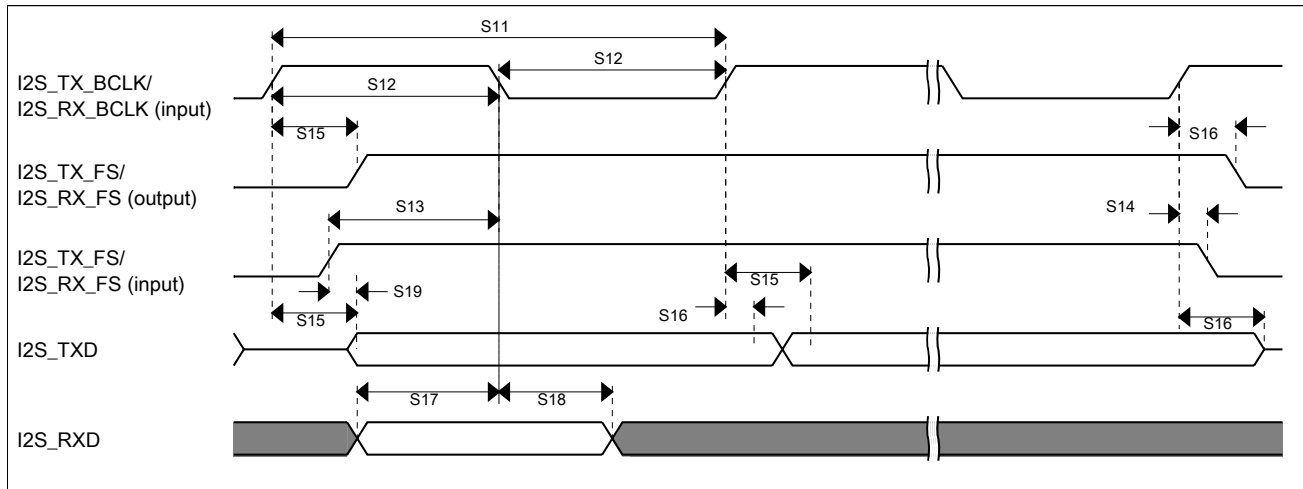 S11
S12
I2S_TX_BCLK/
I2S_RX_BCLK (input)
S12
S15
S16
I2S_TX_FS/
I2S_RX_FS (output)
S13
S14
I2S_TX_FS/
I2S_RX_FS (input)
S15
S19
S15
S16
S16
I2S_TXD
S17
S18
I2S_RXD